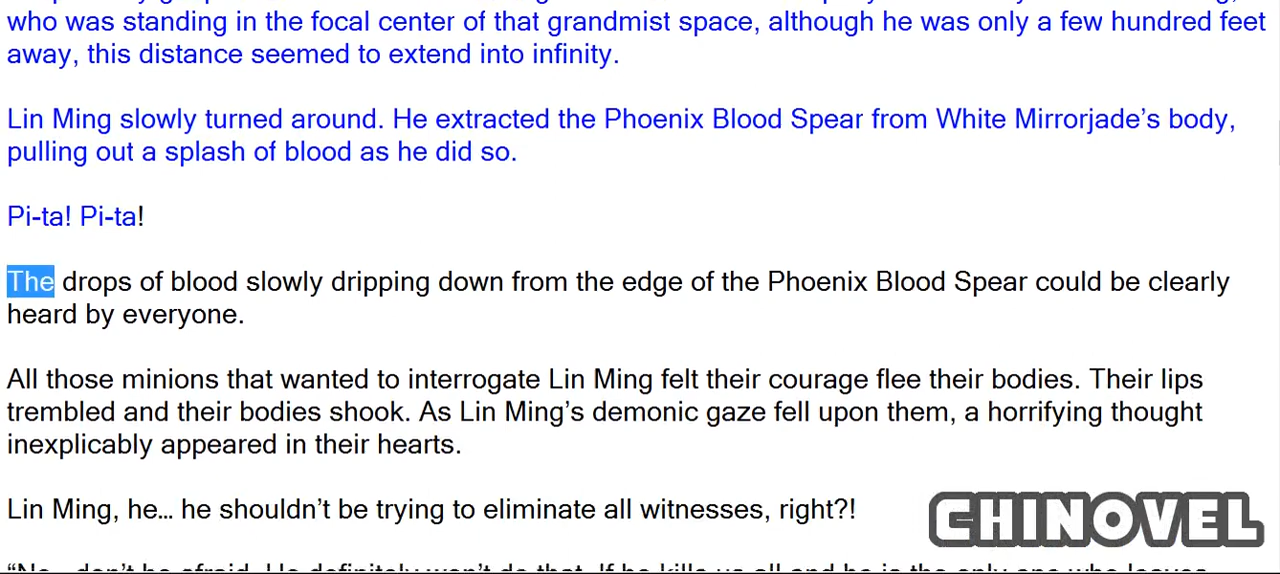 who was standing in the focal center of that grandmist space, although he was only a few hundred feet
away, this distance seemed to extend into infinity.
Lin Ming slowly turned around. He extracted the Phoenix Blood Spear from White Mirrorjade’s body,
pulling out a splash of blood as he did so.
Pi-ta! Pi-ta!
The drops of blood slowly dripping down from the edge of the Phoenix Blood Spear could be clearly
heard by everyone.
All those minions that wanted to interrogate Lin Ming felt their courage flee their bodies. Their lips
trembled and their bodies shook. As Lin Ming’s demonic gaze fell upon them, a horrifying thought
inexplicably appeared in their hearts.
Lin Ming, he… he shouldn’t be trying to eliminate all witnesses, right?!
CHINOVEL